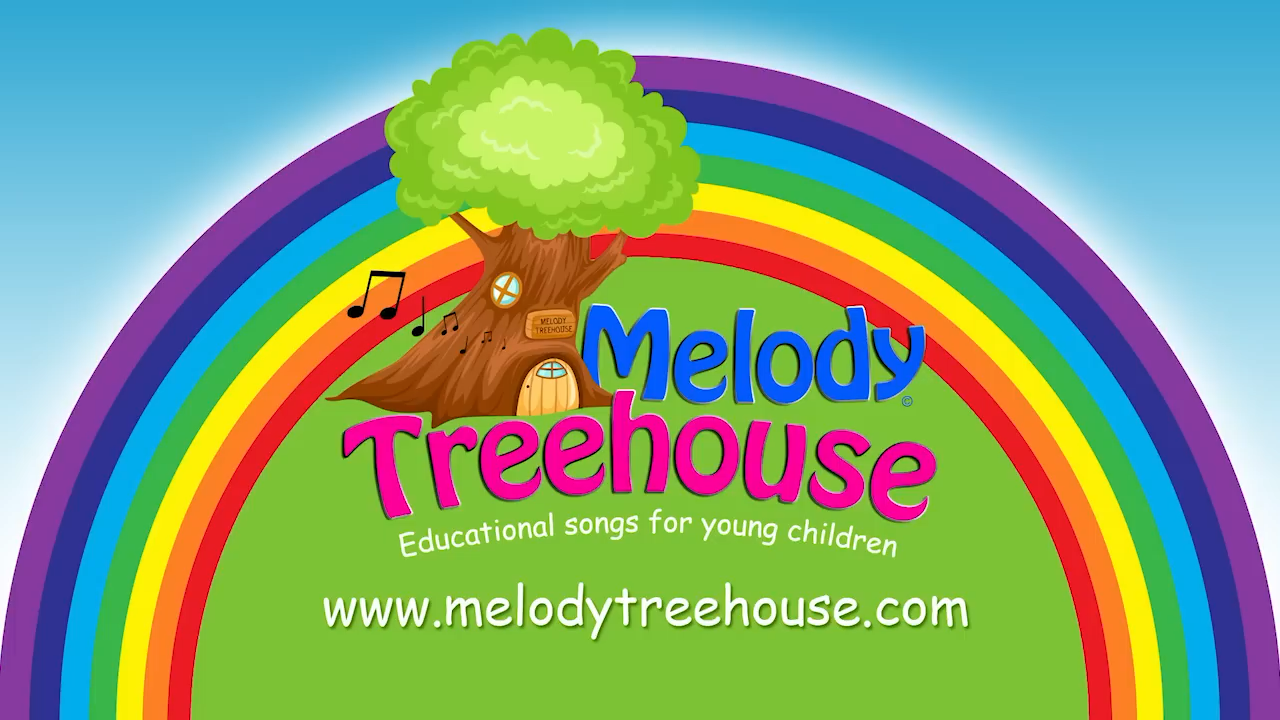 MELODY
TREEHOUSE
Melody
©
Treehouse
Educational songs for young children
www.melodytreehouse.com